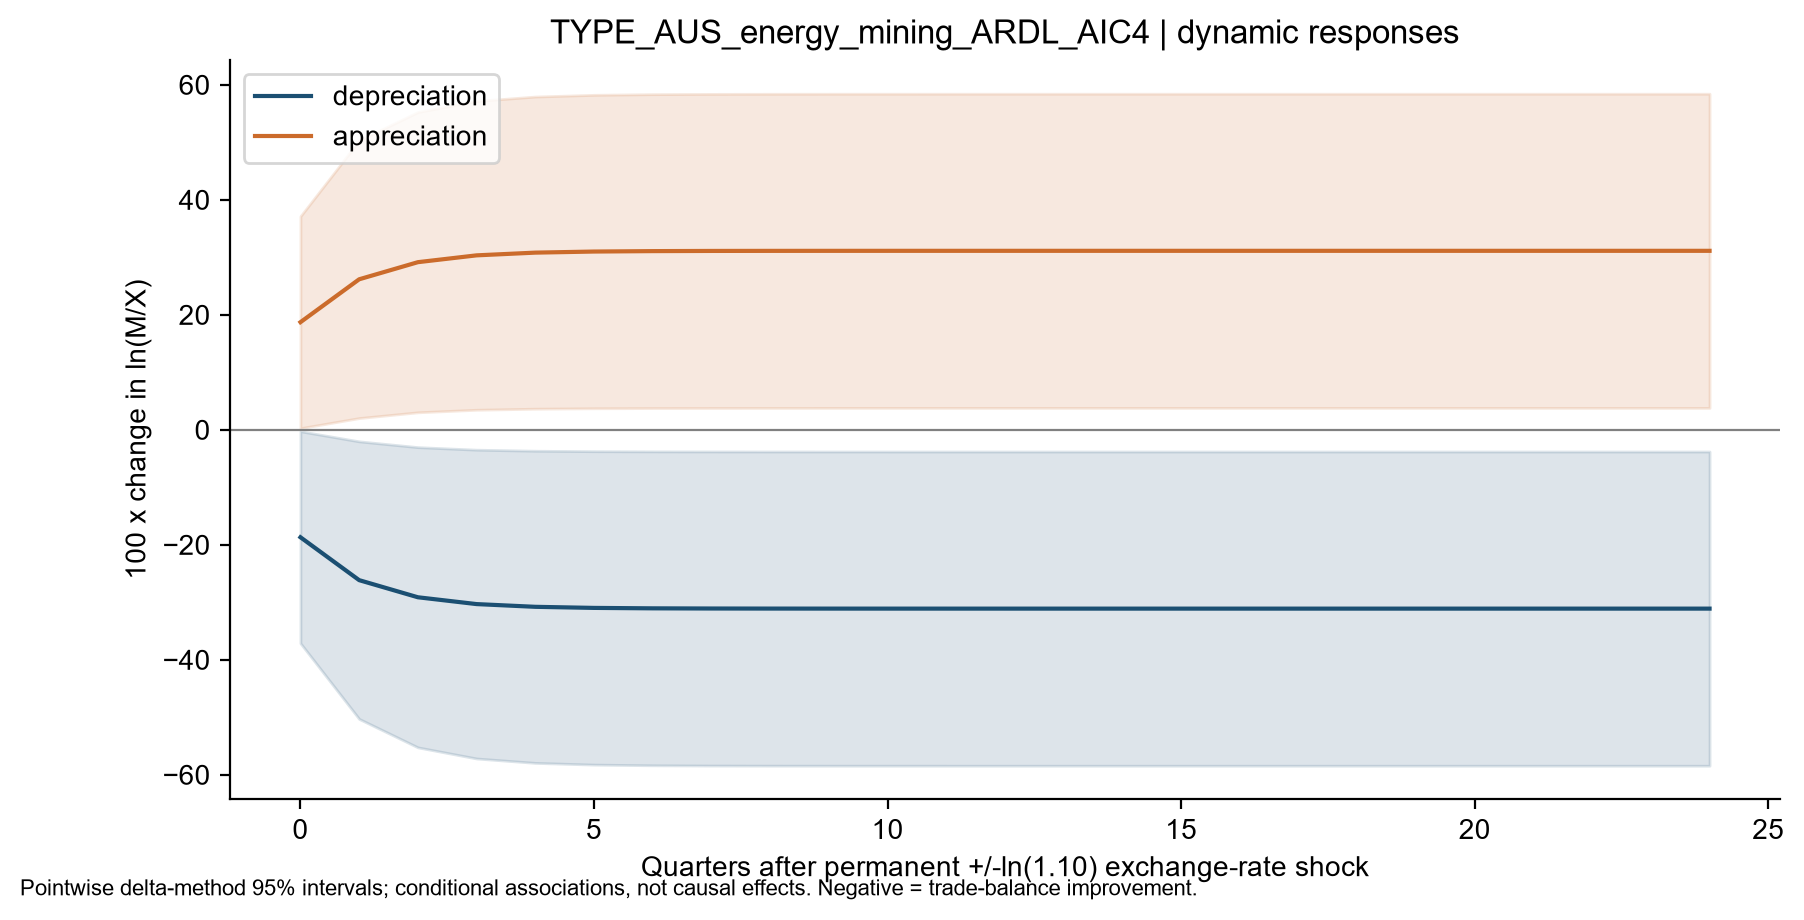 TYPE_AUS_energy_mining_ARDL_AIC4 | dynamic responses
depreciation
appreciation
100 x change in ln(M/X)
60
40
20
0
−20
−40
−60
0 5 10 15 20 25
Quarters after permanent +/-ln(1.10) exchange-rate shock
Pointwise delta-method 95% intervals; conditional associations, not causal effects. Negative = trade-balance improvement.